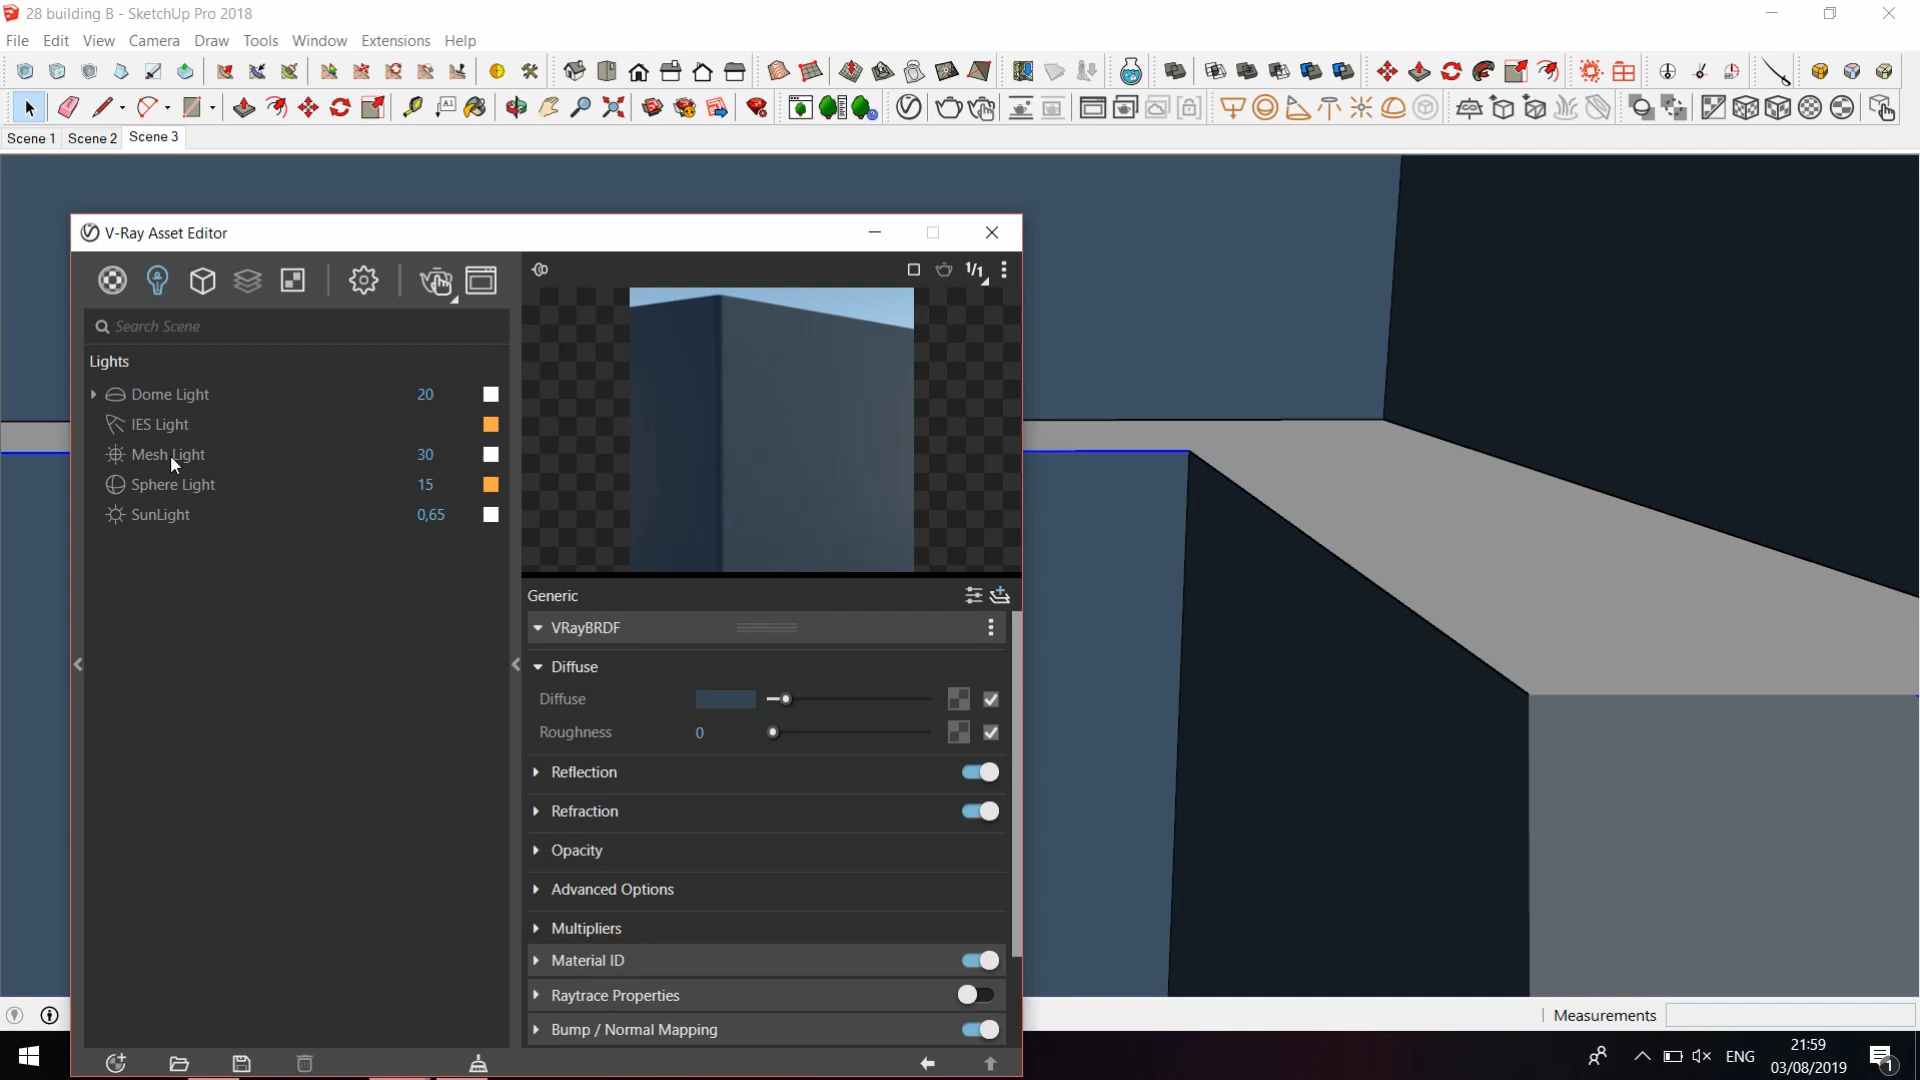 28 building B - SketchUp Pro 2018
File Edit View Camera Draw Tools Window Extensions Help
Scene 1 Scene 2 Scene 3
V-Ray Asset Editor
1/1
Search Scene
Lights
Dome Light 20
IES Light
Mesh Light 30
Sphere Light 15
SunLight 0,65
Generic
VRayBRDF
Diffuse
Diffuse
Roughness 0
Reflection
Refraction
Opacity
Advanced Options
Multipliers
Material ID
Raytrace Properties
Bump / Normal Mapping
Measurements
ENG
21:59
03/08/2019
1